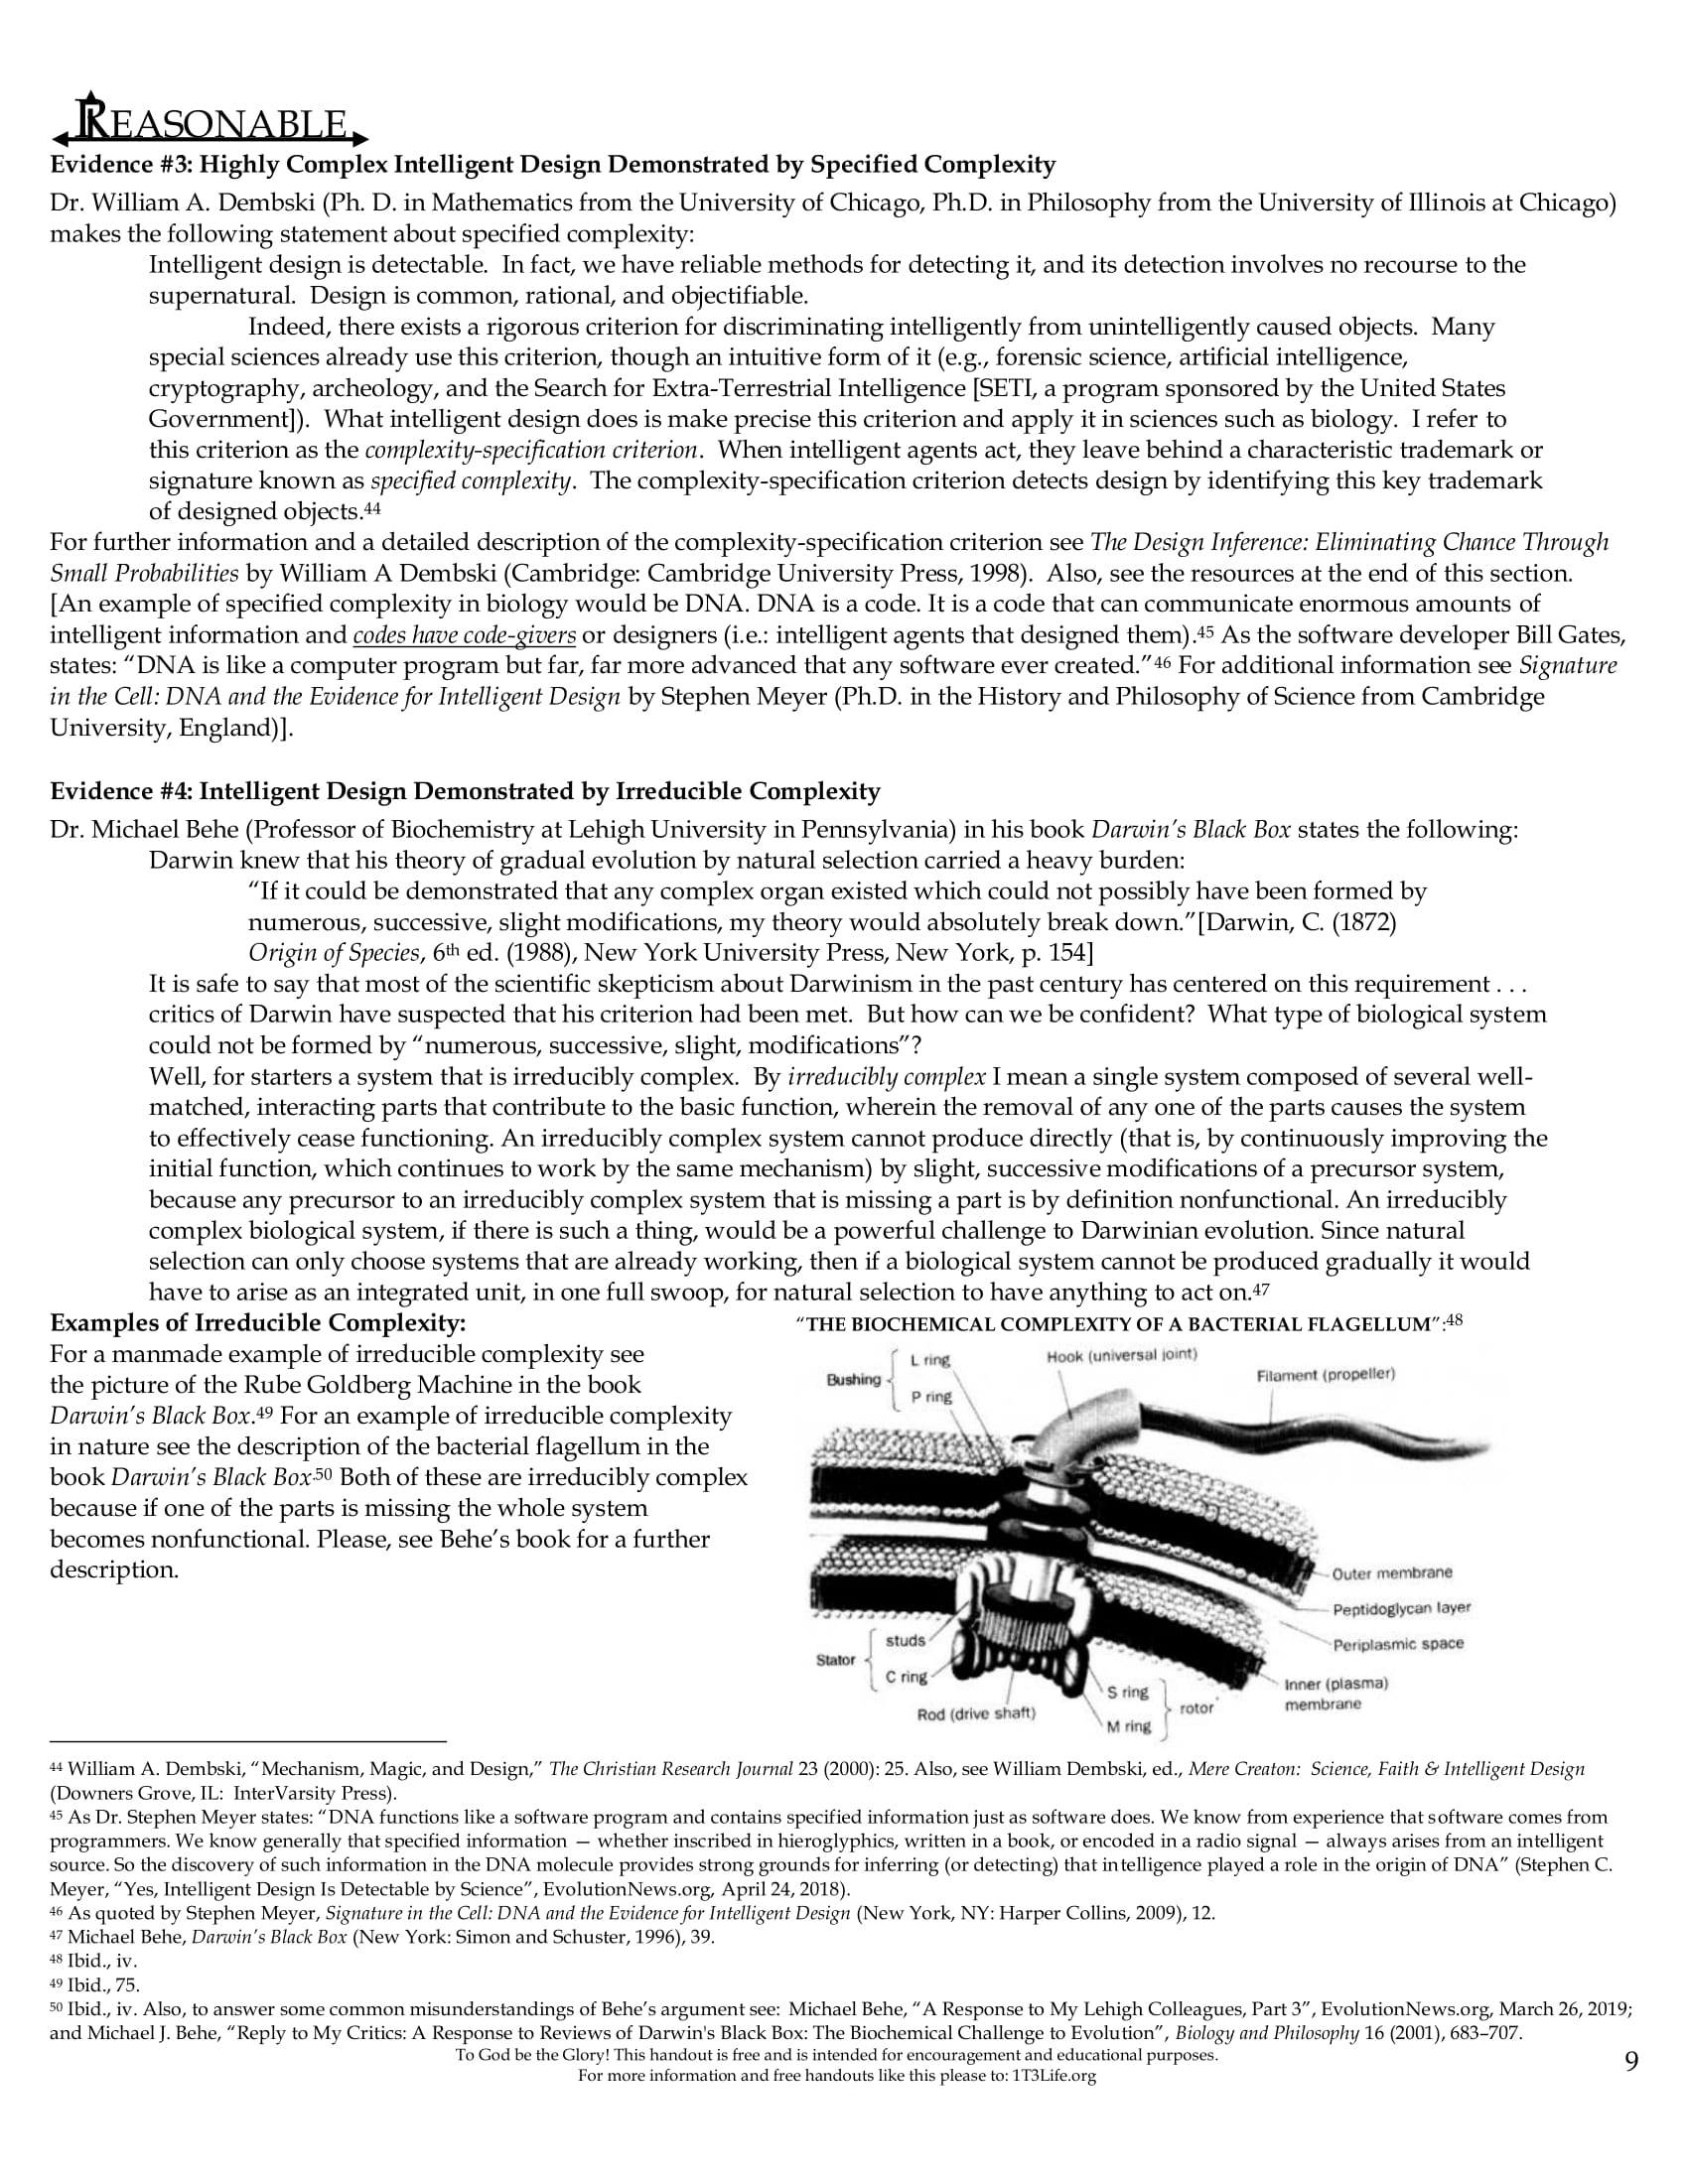 REASONABLE
Evidence #3: Highly Complex Intelligent Design Demonstrated by Specified Complexity
Dr. William A. Dembski (Ph. D. in Mathematics from the University of Chicago, Ph.D. in Philosophy from the University of Illinois at Chicago)
makes the following statement about specified complexity:
Intelligent design is detectable. In fact, we have reliable methods for detecting it, and its detection involves no recourse to the
supernatural. Design is common, rational, and objectifiable.
Indeed, there exists a rigorous criterion for discriminating intelligently from unintelligently caused objects. Many
special sciences already use this criterion, though an intuitive form of it (e.g., forensic science, artificial intelligence,
cryptography, archeology, and the Search for Extra-Terrestrial Intelligence [SETI, a program sponsored by the United States
Government]). What intelligent design does is make precise this criterion and apply it in sciences such as biology. I refer to
this criterion as the complexity-specification criterion. When intelligent agents act, they leave behind a characteristic trademark or
signature known as specified complexity. The complexity-specification criterion detects design by identifying this key trademark
of designed objects.44
For further information and a detailed description of the complexity-specification criterion see The Design Inference: Eliminating Chance Through
Small Probabilities by William A Dembski (Cambridge: Cambridge University Press, 1998). Also, see the resources at the end of this section.
[An example of specified complexity in biology would be DNA. DNA is a code. It is a code that can communicate enormous amounts of
intelligent information and codes have code-givers or designers (i.e.: intelligent agents that designed them).45 As the software developer Bill Gates,
states: “DNA is like a computer program but far, far more advanced that any software ever created.”46 For additional information see Signature
in the Cell: DNA and the Evidence for Intelligent Design by Stephen Meyer (Ph.D. in the History and Philosophy of Science from Cambridge
University, England)].
Evidence #4: Intelligent Design Demonstrated by Irreducible Complexity
Dr. Michael Behe (Professor of Biochemistry at Lehigh University in Pennsylvania) in his book Darwin’s Black Box states the following:
Darwin knew that his theory of gradual evolution by natural selection carried a heavy burden:
“If it could be demonstrated that any complex organ existed which could not possibly have been formed by
numerous, successive, slight modifications, my theory would absolutely break down.”[Darwin, C. (1872)
Origin of Species, 6th ed. (1988), New York University Press, New York, p. 154]
It is safe to say that most of the scientific skepticism about Darwinism in the past century has centered on this requirement . . .
critics of Darwin have suspected that his criterion had been met. But how can we be confident? What type of biological system
could not be formed by “numerous, successive, slight, modifications”?
Well, for starters a system that is irreducibly complex. By irreducibly complex I mean a single system composed of several well-
matched, interacting parts that contribute to the basic function, wherein the removal of any one of the parts causes the system
to effectively cease functioning. An irreducibly complex system cannot produce directly (that is, by continuously improving the
initial function, which continues to work by the same mechanism) by slight, successive modifications of a precursor system,
because any precursor to an irreducibly complex system that is missing a part is by definition nonfunctional. An irreducibly
complex biological system, if there is such a thing, would be a powerful challenge to Darwinian evolution. Since natural
selection can only choose systems that are already working, then if a biological system cannot be produced gradually it would
have to arise as an integrated unit, in one full swoop, for natural selection to have anything to act on.47
Examples of Irreducible Complexity:
For a manmade example of irreducible complexity see
the picture of the Rube Goldberg Machine in the book
Darwin’s Black Box.49 For an example of irreducible complexity
in nature see the description of the bacterial flagellum in the
book Darwin’s Black Box.50 Both of these are irreducibly complex
because if one of the parts is missing the whole system
becomes nonfunctional. Please, see Behe’s book for a further
description.
“THE BIOCHEMICAL COMPLEXITY OF A BACTERIAL FLAGELLUM”:48
L ring
Hook (universal joint)
Filament (propeller)
Bushing
P ring
Outer membrane
Peptidoglycan layer
Periplasmic space
studs
Stator
C ring
Inner (plasma)
membrane
S ring
rotor
Rod (drive shaft)
M ring
44 William A. Dembski, “Mechanism, Magic, and Design,” The Christian Research Journal 23 (2000): 25. Also, see William Dembski, ed., Mere Creaton: Science, Faith & Intelligent Design
(Downers Grove, IL: InterVarsity Press).
45 As Dr. Stephen Meyer states: “DNA functions like a software program and contains specified information just as software does. We know from experience that software comes from
programmers. We know generally that specified information — whether inscribed in hieroglyphics, written in a book, or encoded in a radio signal — always arises from an intelligent
source. So the discovery of such information in the DNA molecule provides strong grounds for inferring (or detecting) that intelligence played a role in the origin of DNA” (Stephen C.
Meyer, “Yes, Intelligent Design Is Detectable by Science”, EvolutionNews.org, April 24, 2018).
46 As quoted by Stephen Meyer, Signature in the Cell: DNA and the Evidence for Intelligent Design (New York, NY: Harper Collins, 2009), 12.
47 Michael Behe, Darwin’s Black Box (New York: Simon and Schuster, 1996), 39.
48 Ibid., iv.
49 Ibid., 75.
50 Ibid., iv. Also, to answer some common misunderstandings of Behe’s argument see: Michael Behe, “A Response to My Lehigh Colleagues, Part 3”, EvolutionNews.org, March 26, 2019;
and Michael J. Behe, “Reply to My Critics: A Response to Reviews of Darwin's Black Box: The Biochemical Challenge to Evolution”, Biology and Philosophy 16 (2001), 683–707.
To God be the Glory! This handout is free and is intended for encouragement and educational purposes.
For more information and free handouts like this please to: 1T3Life.org
9